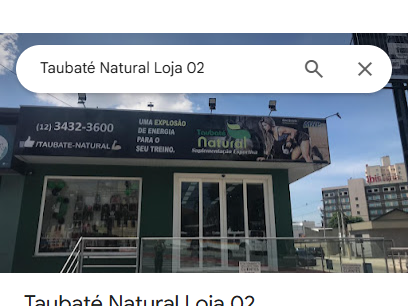 Taubaté Natural Loja 02
(12) 3432-3600
/TAUBATE-NATURAL
UMA EXPLOSÃO
DE ENERGIA
PARA O
SEU TREINO.
Taubaté
Natural
Suplementação Esportiva
ibis
Taubaté Natural Loja 02